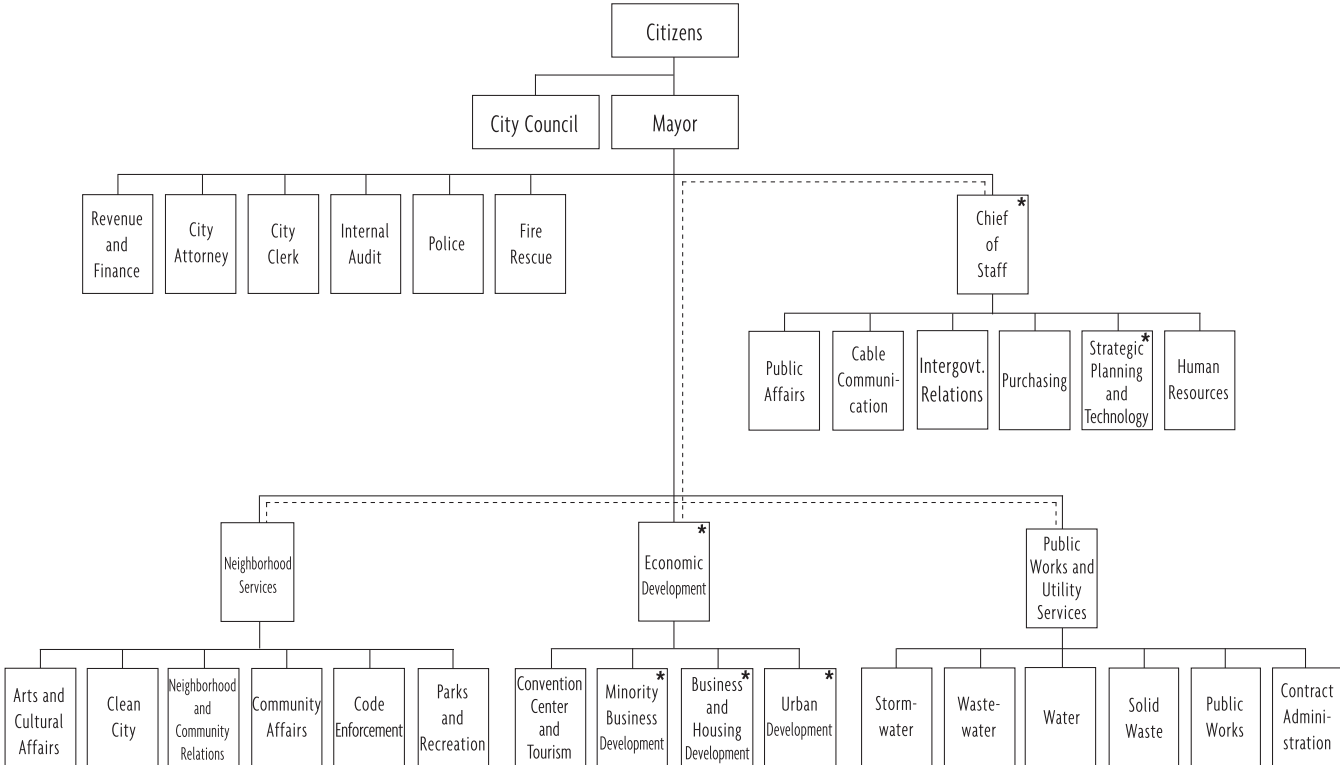 Citizens
City Council
Mayor
Revenue
and
Finance
City
Attorney
City
Clerk
Internal
Audit
Police
Fire
Rescue
*
Chief
of
Staff
Public
Affairs
Cable
Communi-
cation
Intergovt.
Relations
Purchasing
*
Strategic
Planning
and
Technology
Human
Resources
Neighborhood
Services
*
Economic
Development
Public
Works and
Utility
Services
Arts and
Cultural
Affairs
Clean
City
Neighborhood
and
Community
Relations
Community
Affairs
Code
Enforcement
Parks
and
Recreation
Convention
Center
and
Tourism
*
Minority
Business
Development
*
Business
and
Housing
Development
*
Urban
Development
Storm-
water
Waste-
water
Water
Solid
Waste
Public
Works
Contract
Admini-
stration